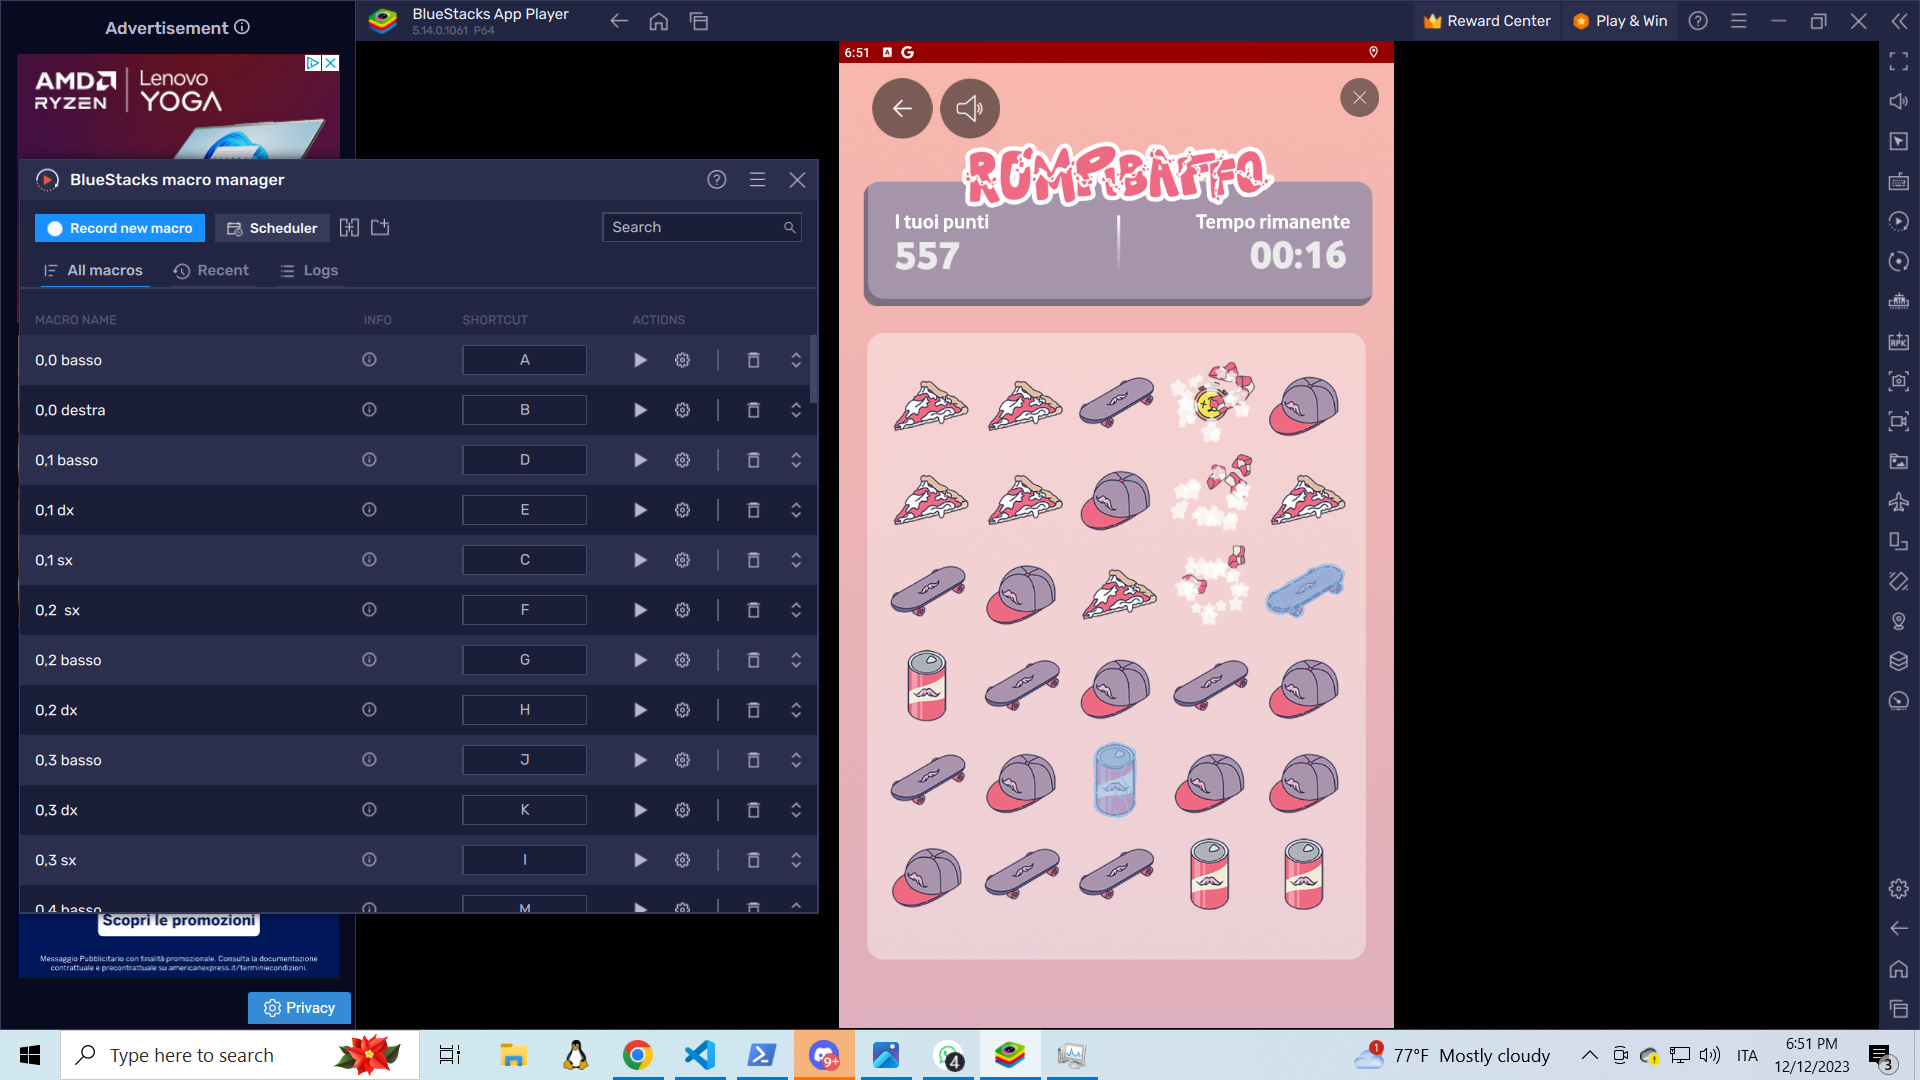 Advertisement
AMD
RYZEN
Lenovo
YOGA
BlueStacks App Player
5.14.0.1061 P64
Reward Center
Play & Win
6:51
ROMPIBAFFO
I tuoi punti
Tempo rimanente
557
00:16
BlueStacks macro manager
Record new macro
Scheduler
Search
All macros
Recent
Logs
MACRO NAME
INFO
SHORTCUT
ACTIONS
0,0 basso
A
0,0 destra
B
0,1 basso
D
0,1 dx
E
0,1 sx
C
0,2 sx
F
0,2 basso
G
0,2 dx
H
0,3 basso
J
0,3 dx
K
0,3 sx
I
0,4 basso
M
Scopri le promozioni
Messaggio Pubblicitario con finalità promozionale. Consulta la documentazione
contrattuale e precontrattuale su americanexpress.it/terminiecondizioni.
Privacy
Type here to search
9+
4
1
77°F Mostly cloudy
ITA
6:51 PM
12/12/2023
3